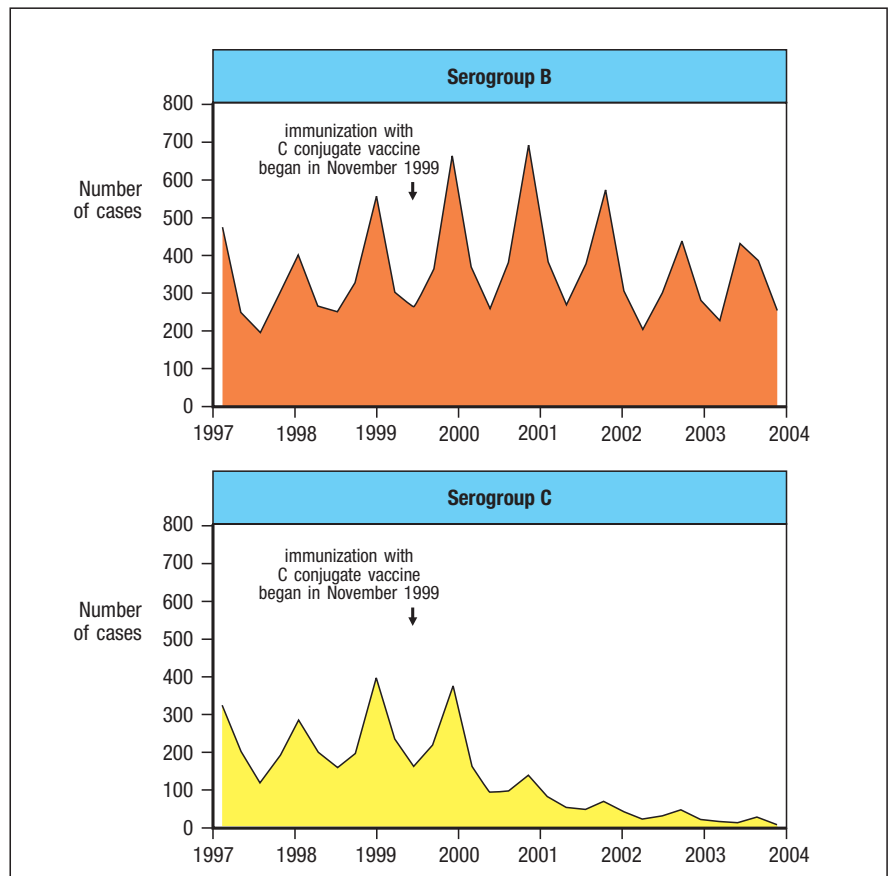 Serogroup B
800
700
600
500
400
300
200
100
0
Number
of cases
immunization with
C conjugate vaccine
began in November 1999
1997 1998 1999 2000 2001 2002 2003 2004
Serogroup C
800
700
600
500
400
300
200
100
0
Number
of cases
immunization with
C conjugate vaccine
began in November 1999
1997 1998 1999 2000 2001 2002 2003 2004